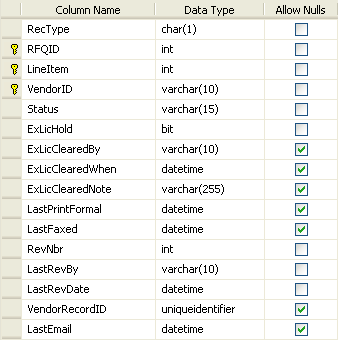 Column Name Data Type Allow Nulls
RecType char(1)
RFQID int
LineItem int
VendorID varchar(10)
Status varchar(15)
ExLicHold bit
ExLicClearedBy varchar(10)
ExLicClearedWhen datetime
ExLicClearedNote varchar(255)
LastPrintFormal datetime
LastFaxed datetime
RevNbr int
LastRevBy varchar(10)
LastRevDate datetime
VendorRecordID uniqueidentifier
LastEmail datetime